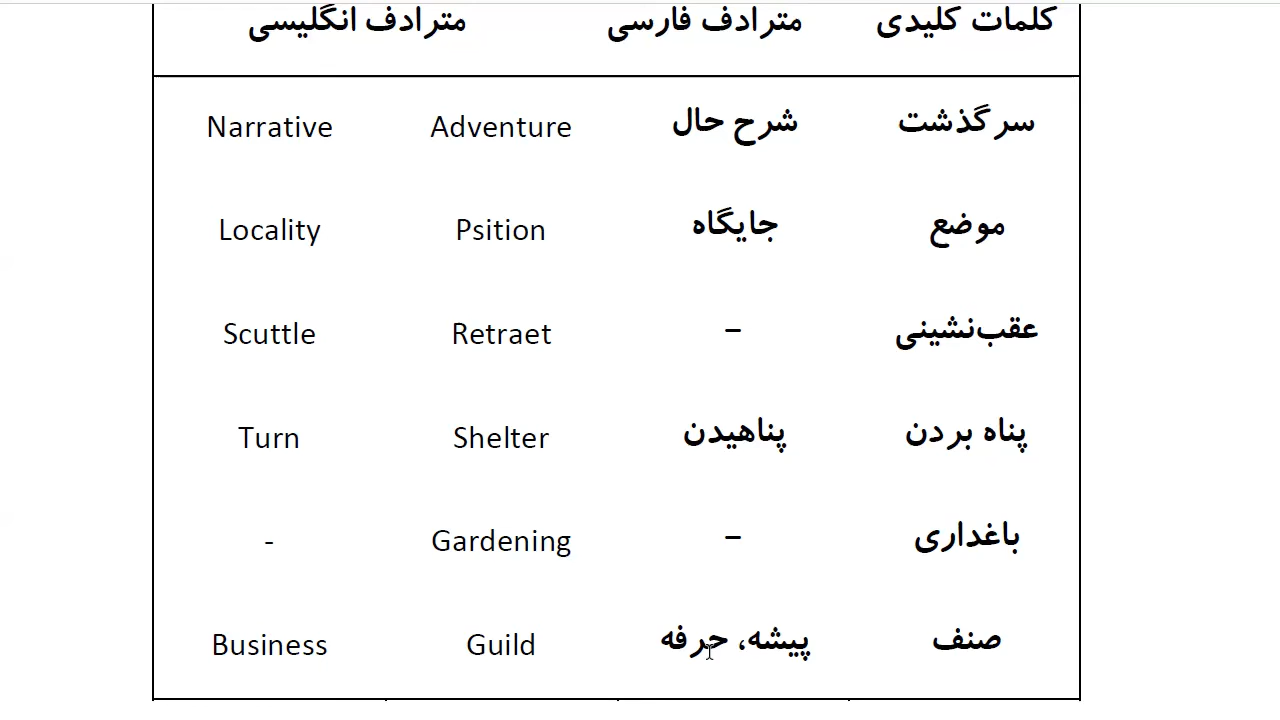 کلمات کلیدی مترادف فارسی مترادف انگلیسی
سرگذشت شرح حال Adventure Narrative
موضع جایگاه Psition Locality
عقب‌نشینی – Retraet Scuttle
پناه بردن پناهیدن Shelter Turn
باغداری – Gardening -
صنف پیشه، حرفه Guild Business